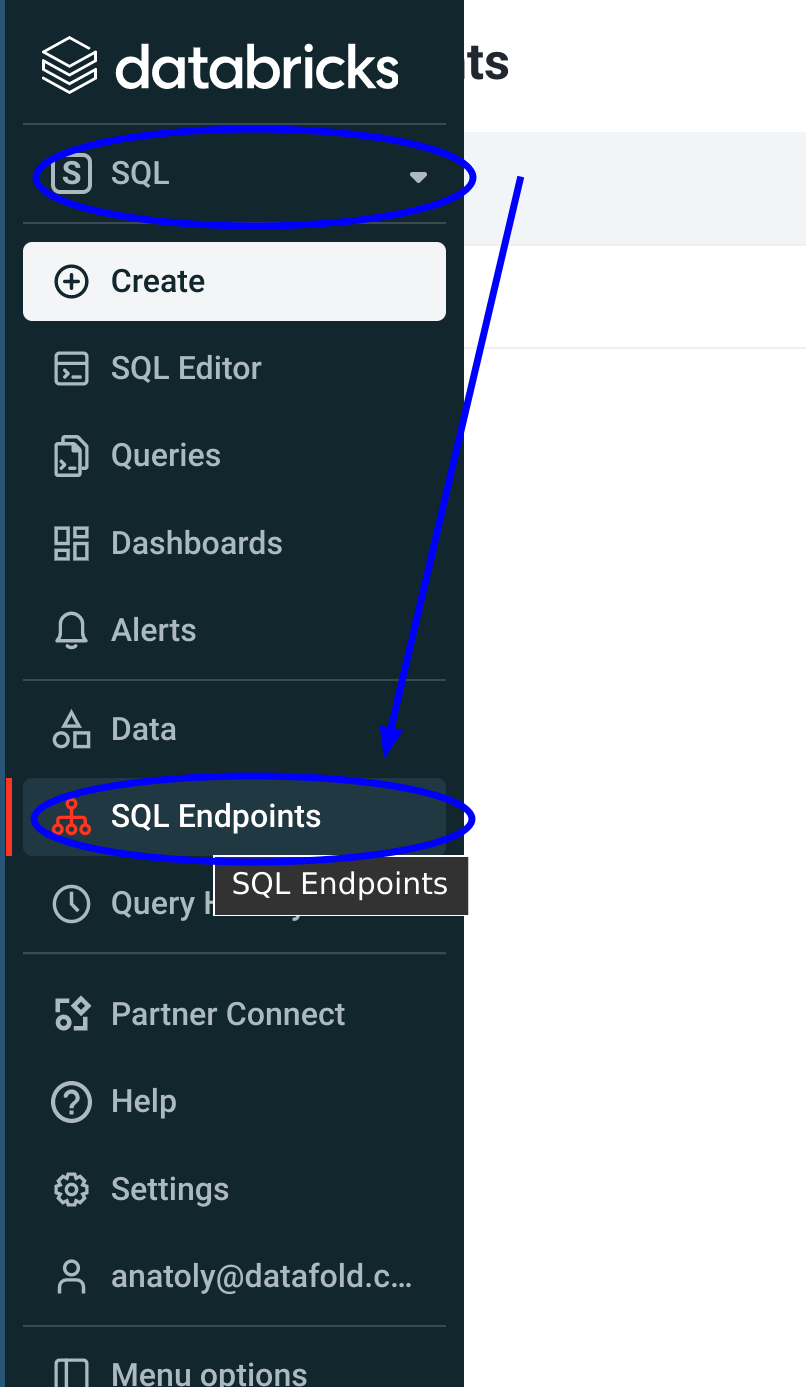 databricks
ts
S SQL
Create
SQL Editor
Queries
Dashboards
Alerts
Data
SQL Endpoints
SQL Endpoints
Query
Partner Connect
Help
Settings
anatoly@datafold.c...
Menu options